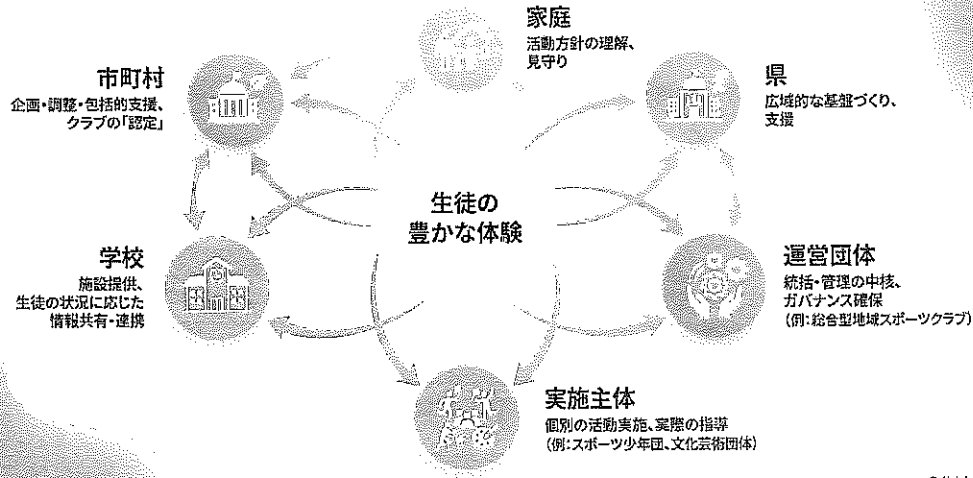 家庭
活動方針の理解、
見守り
市町村
企画・調整・包括的支援、
クラブの「認定」
県
広域的な基盤づくり、
支援
生徒の
豊かな体験
学校
施設提供、
生徒の状況に応じた
情報共有・連携
運営団体
統括・管理の中核、
ガバナンス確保
(例:総合型地域スポーツクラブ)
実施主体
個別の活動実施、実際の指導
(例:スポーツ少年団、文化芸術団体)